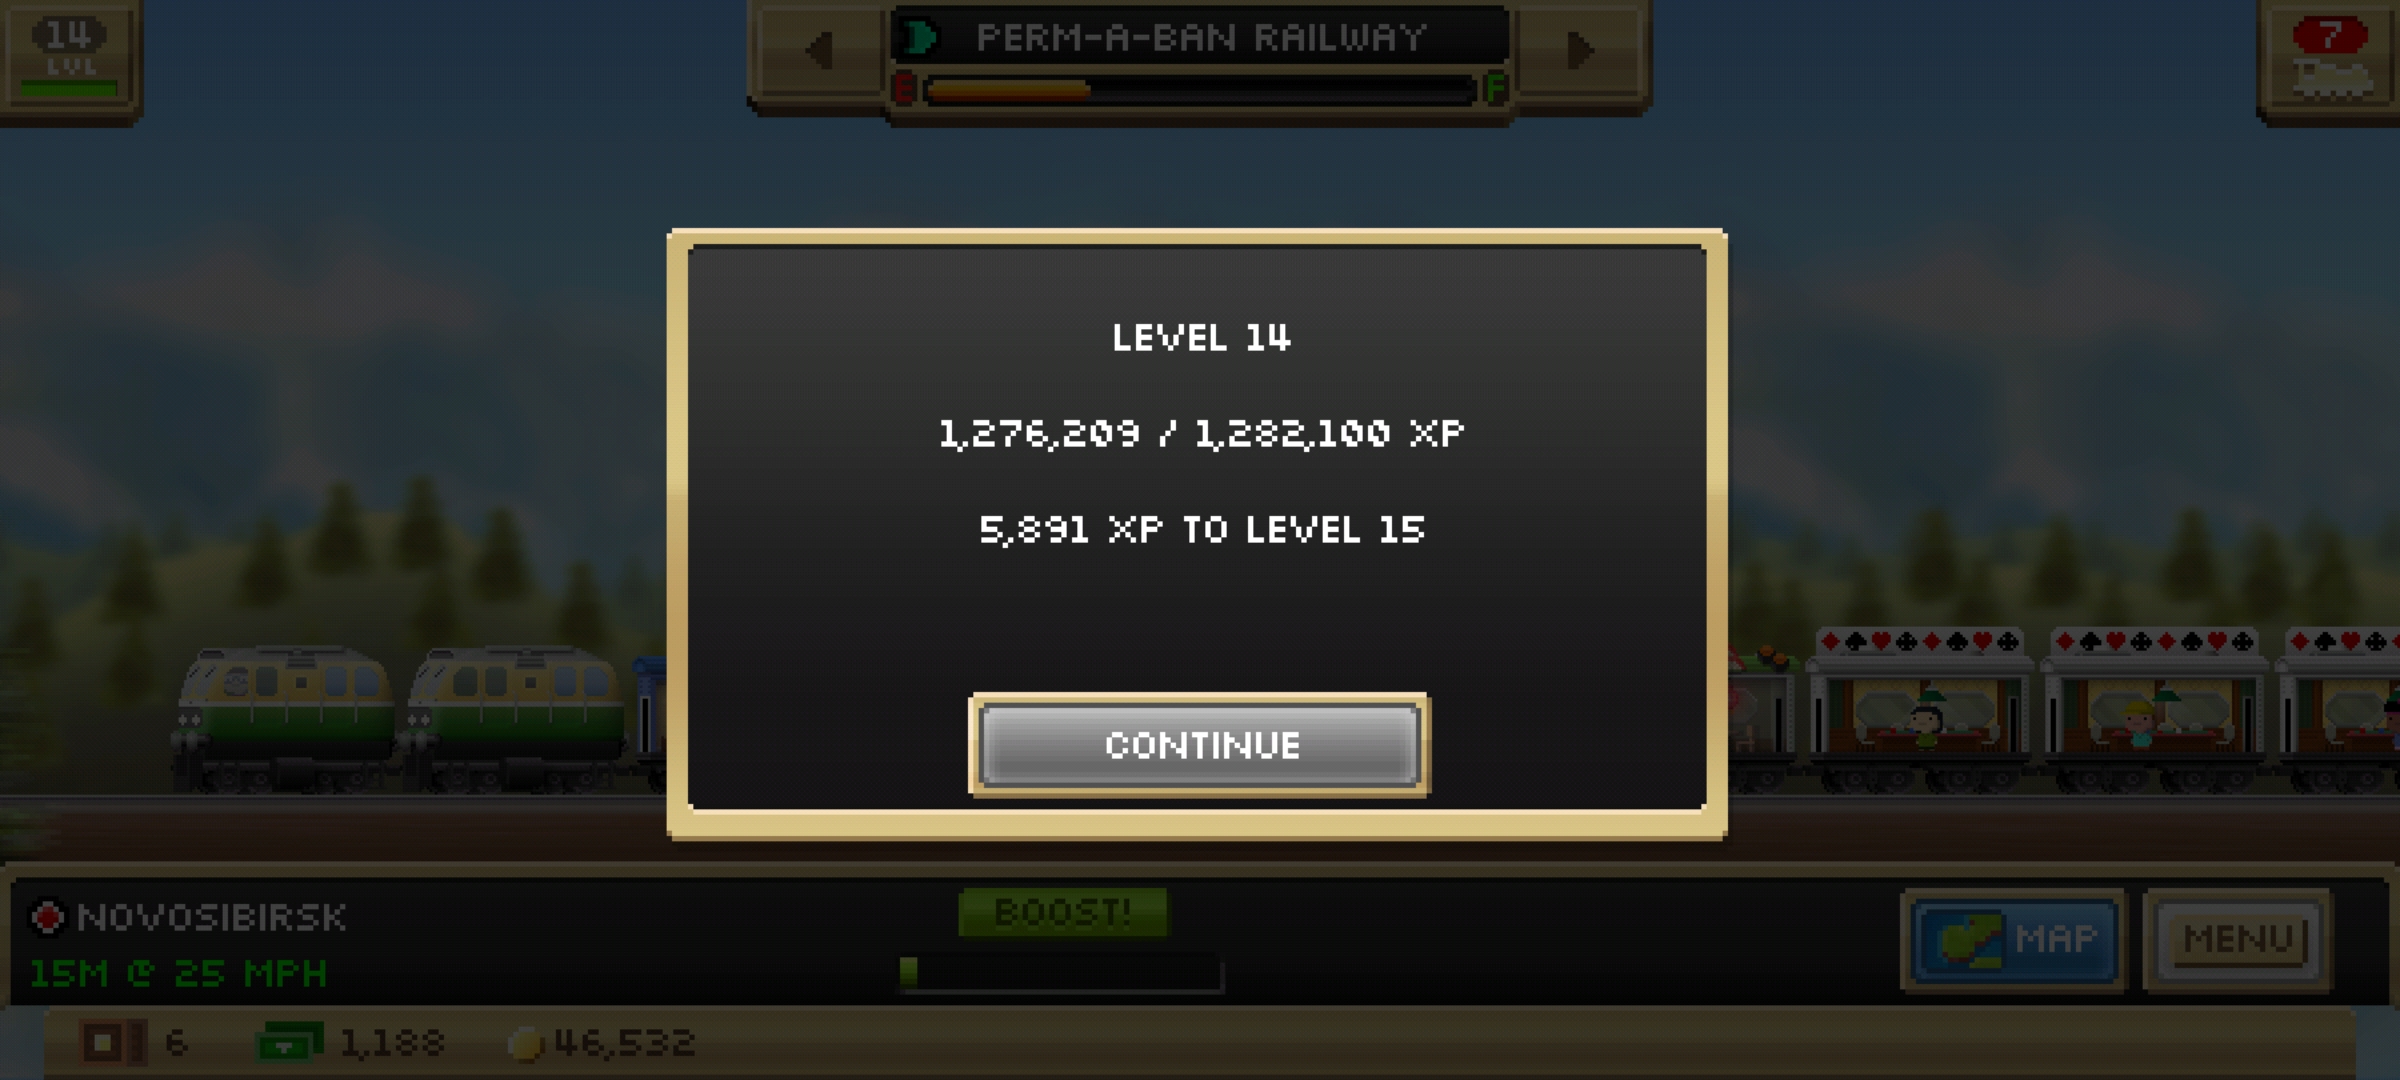 14
LVL
PERM-A-BAN RAILWAY
E F
7
LEVEL 14
1,276,209 / 1,282,100 XP
5,891 XP TO LEVEL 15
CONTINUE
NOVOSIBIRSK
15M @ 25 MPH
BOOST!
MAP
MENU
6
1,188
46,532